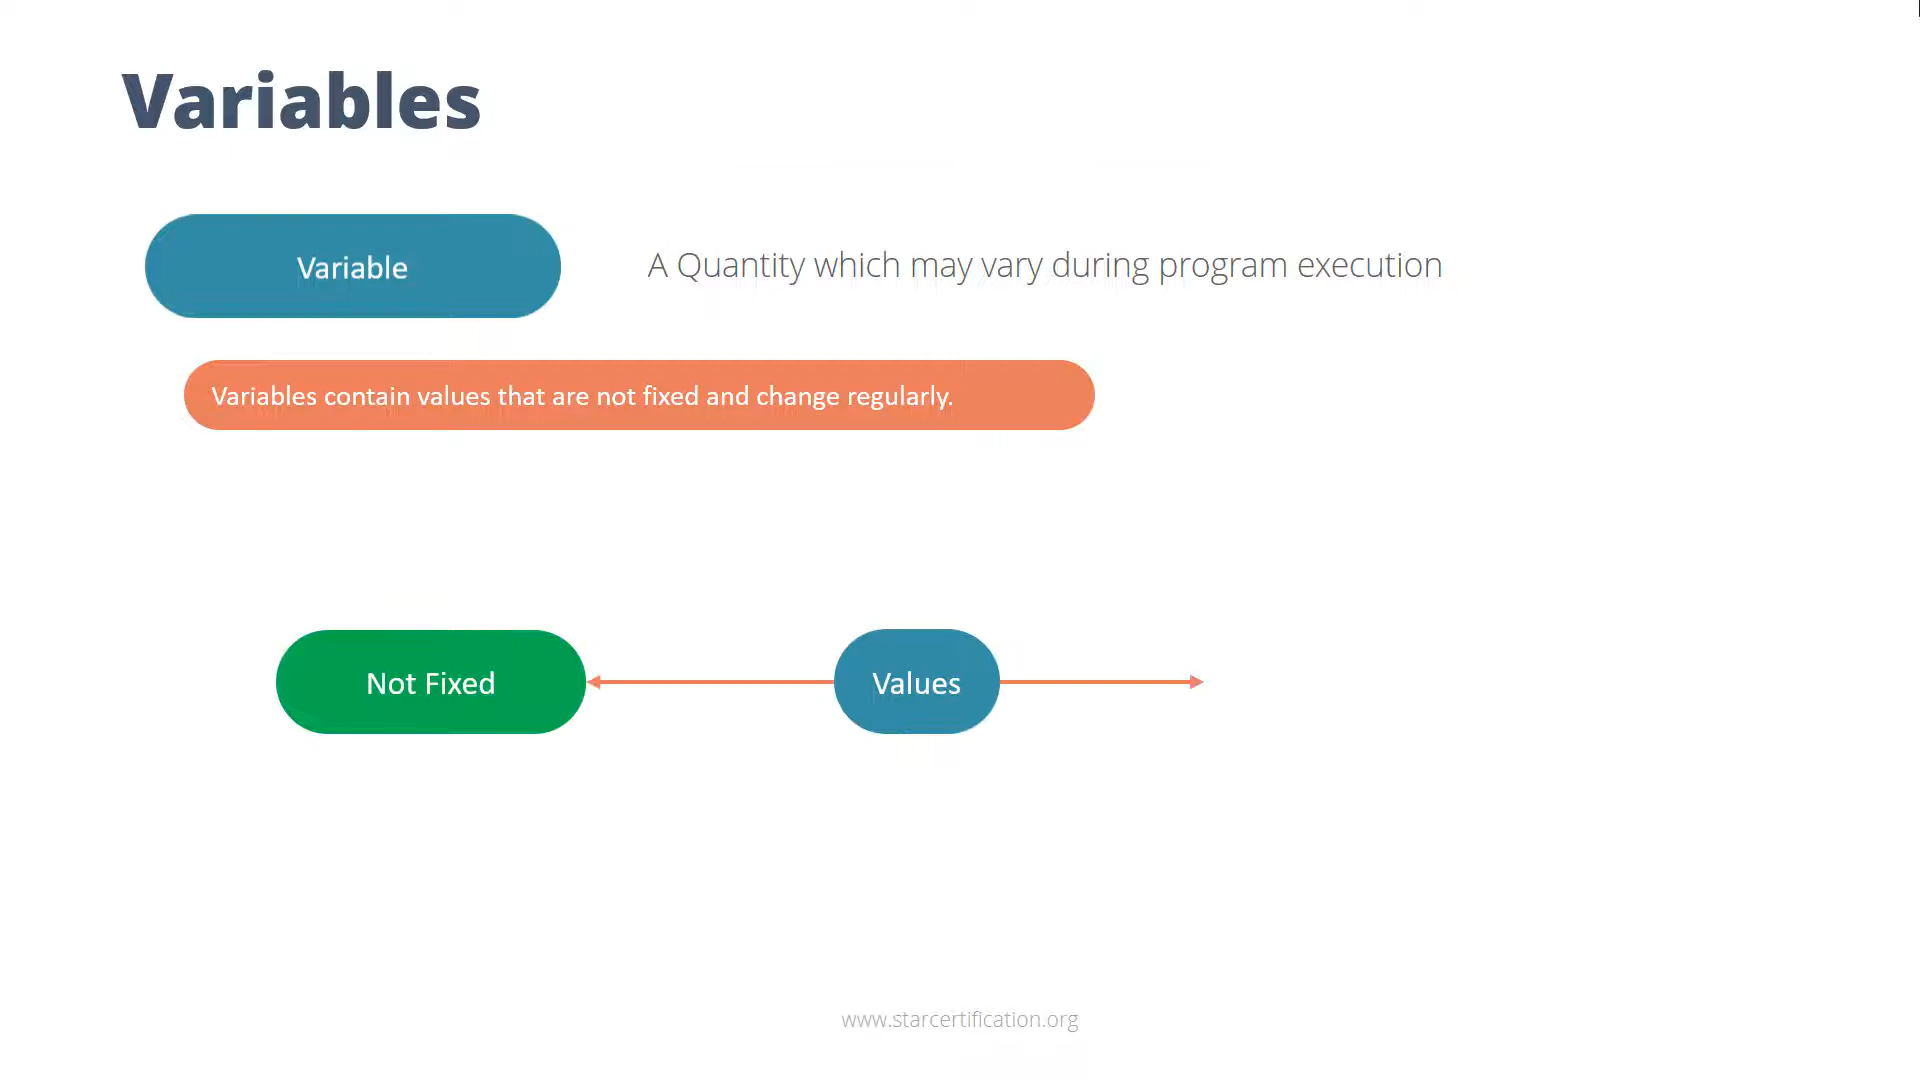 Variables
Variable
A Quantity which may vary during program execution
Variables contain values that are not fixed and change regularly.
Not Fixed
Values
www.starcertification.org